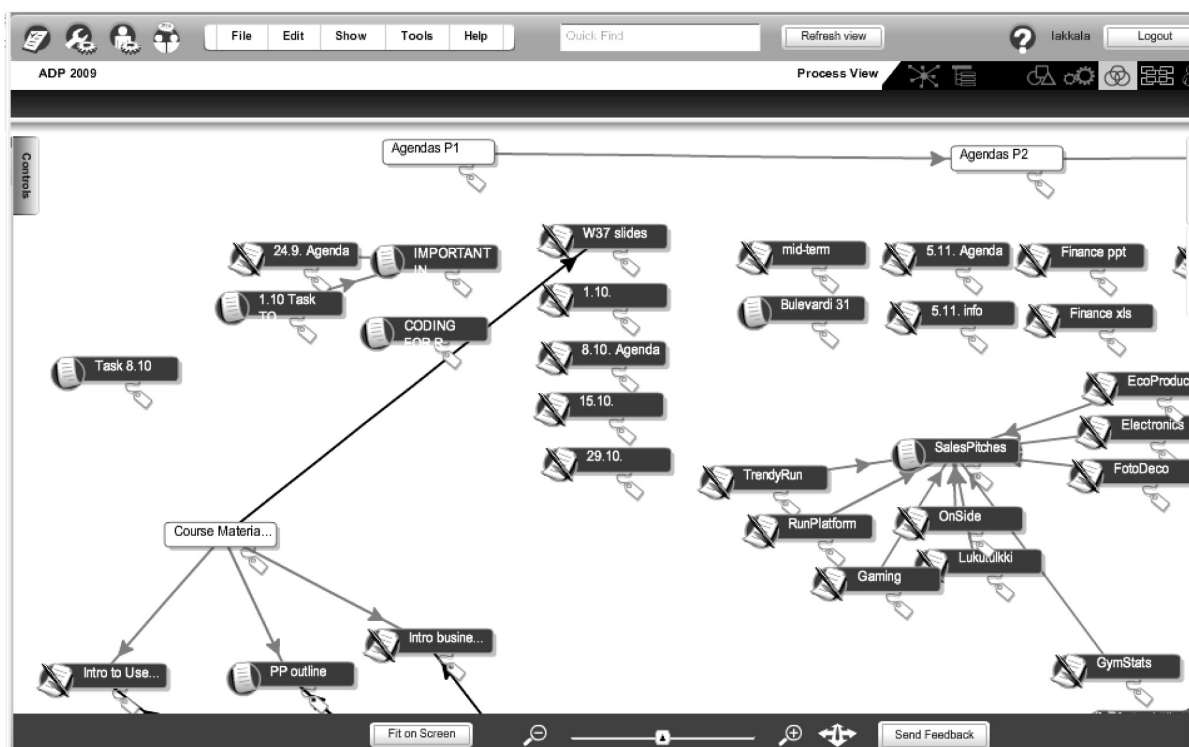 File Edit Show Tools Help Quick Find Refresh view ? lakkala Logout
ADP 2009 Process View
Controls
Agendas P1
Agendas P2
24.9. Agenda
IMPORTANT
IN
1.10 Task
TO
CODING
FOR R
Task 8.10
W37 slides
1.10.
8.10. Agenda
15.10.
29.10.
mid-term
5.11. Agenda
Finance ppt
Bulevardi 31
5.11. info
Finance xls
EcoProduc
Electronics
SalesPitches
FotoDeco
TrendyRun
RunPlatform
OnSide
Lukutulkki
Gaming
GymStats
Course Materia...
Intro to Use...
PP outline
Intro busine...
Fit on Screen Send Feedback